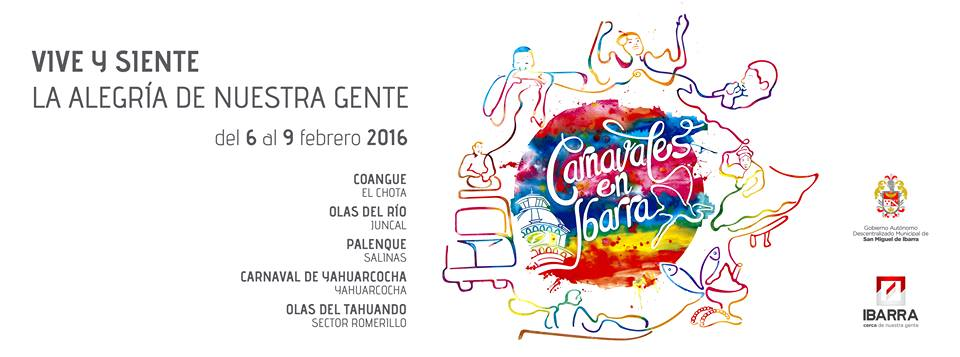 VIVE Y SIENTE
LA ALEGRÍA DE NUESTRA GENTE
del 6 al 9 febrero 2016
COANGUE
EL CHOTA
OLAS DEL RÍO
JUNCAL
PALENQUE
SALINAS
CARNAVAL DE YAHUARCOCHA
YAHUARCOCHA
OLAS DEL TAHUANDO
SECTOR ROMERILLO
Carnavales
en
Ibarra
Gobierno Autónomo
Descentralizado Municipal de
San Miguel de Ibarra
IBARRA
cerca de nuestra gente